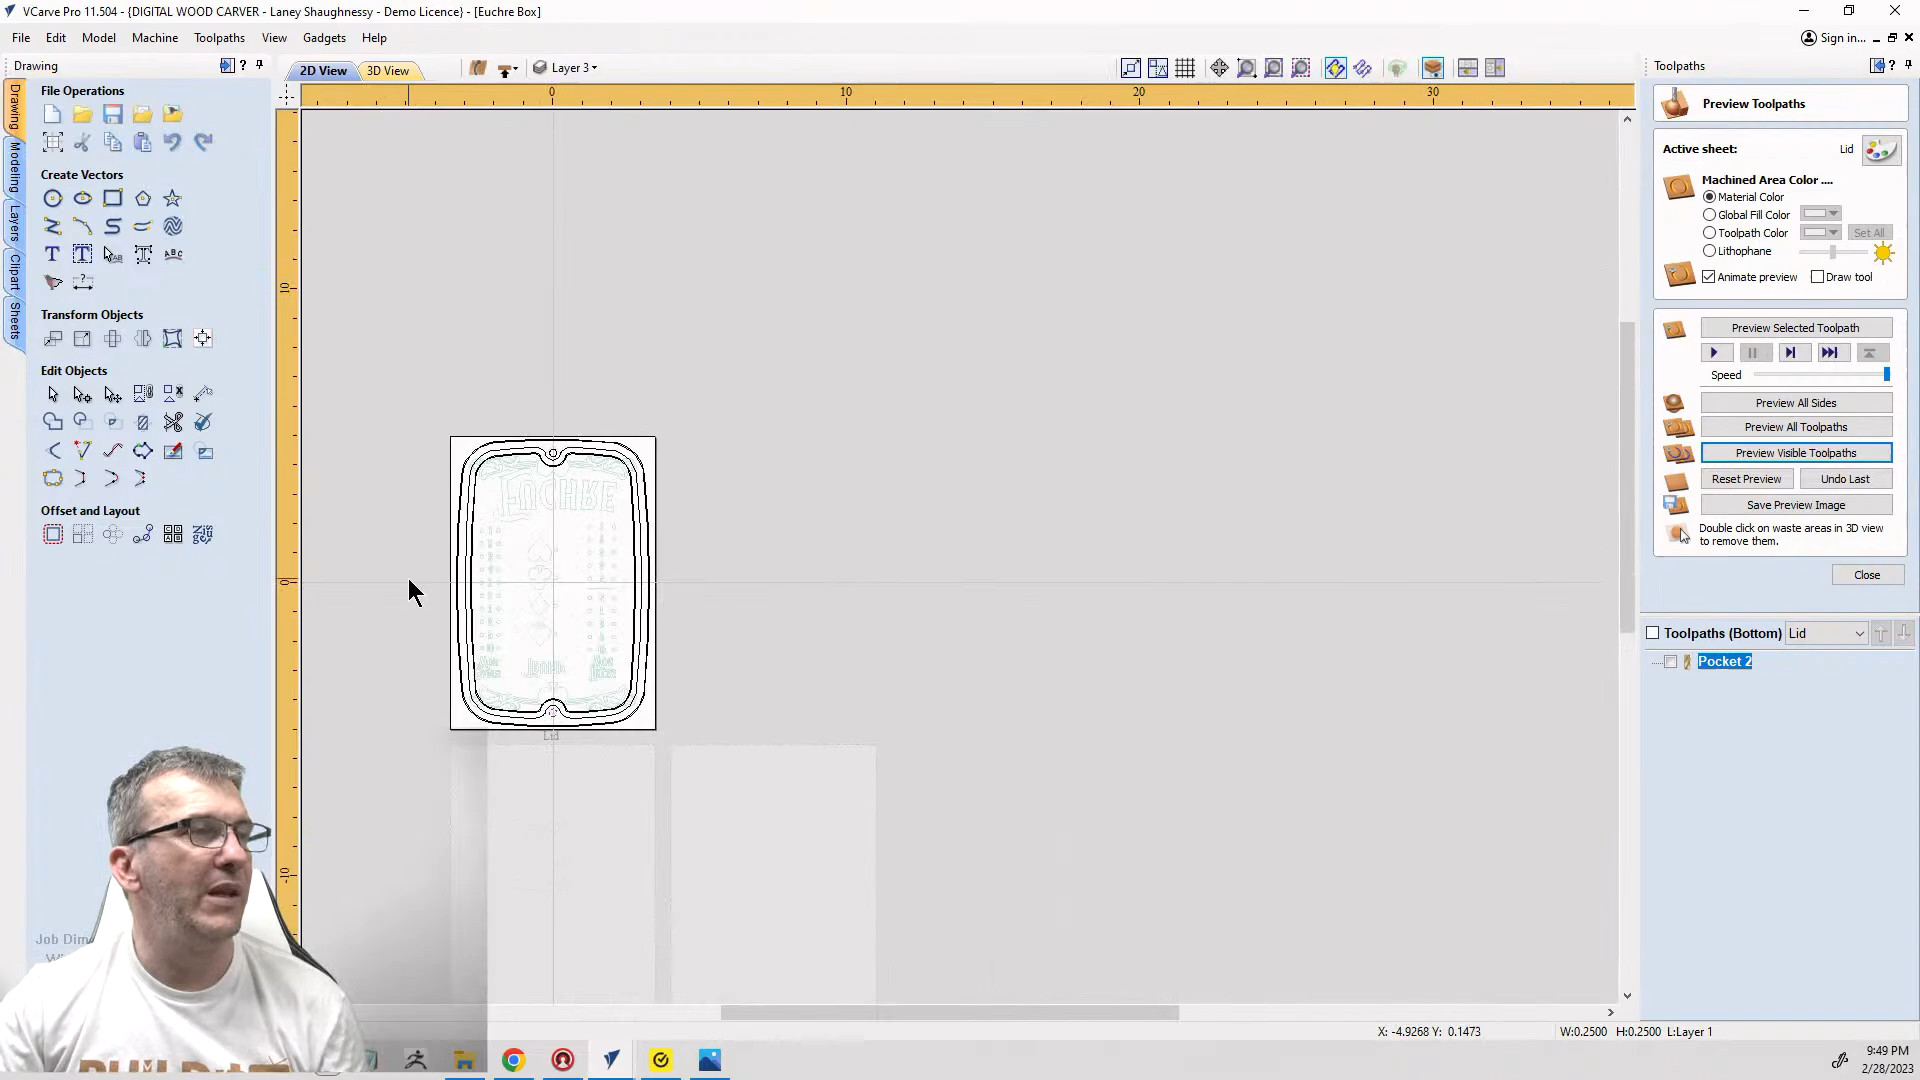 VCarve Pro 11.504 - {DIGITAL WOOD CARVER - Laney Shaughnessy - Demo Licence} - [Euchre Box]
File Edit Model Machine Toolpaths View Gadgets Help
Sign in...
Drawing
2D View
3D View
Layer 3
Toolpaths
Drawing
Modeling
Layers
Clipart
Sheets
File Operations
Create Vectors
Transform Objects
Edit Objects
Offset and Layout
Job Dim
0
10
20
30
10
0
-10
Lid
Preview Toolpaths
Active sheet: Lid
Machined Area Color ....
Material Color
Global Fill Color
Toolpath Color
Set All
Lithophane
Animate preview
Draw tool
Preview Selected Toolpath
Speed
Preview All Sides
Preview All Toolpaths
Preview Visible Toolpaths
Reset Preview
Undo Last
Save Preview Image
Double click on waste areas in 3D view
to remove them.
Close
Toolpaths (Bottom) Lid
Pocket 2
X: -4.9268 Y: 0.1473
W:0.2500 H:0.2500 L:Layer 1
9:49 PM
2/28/2023